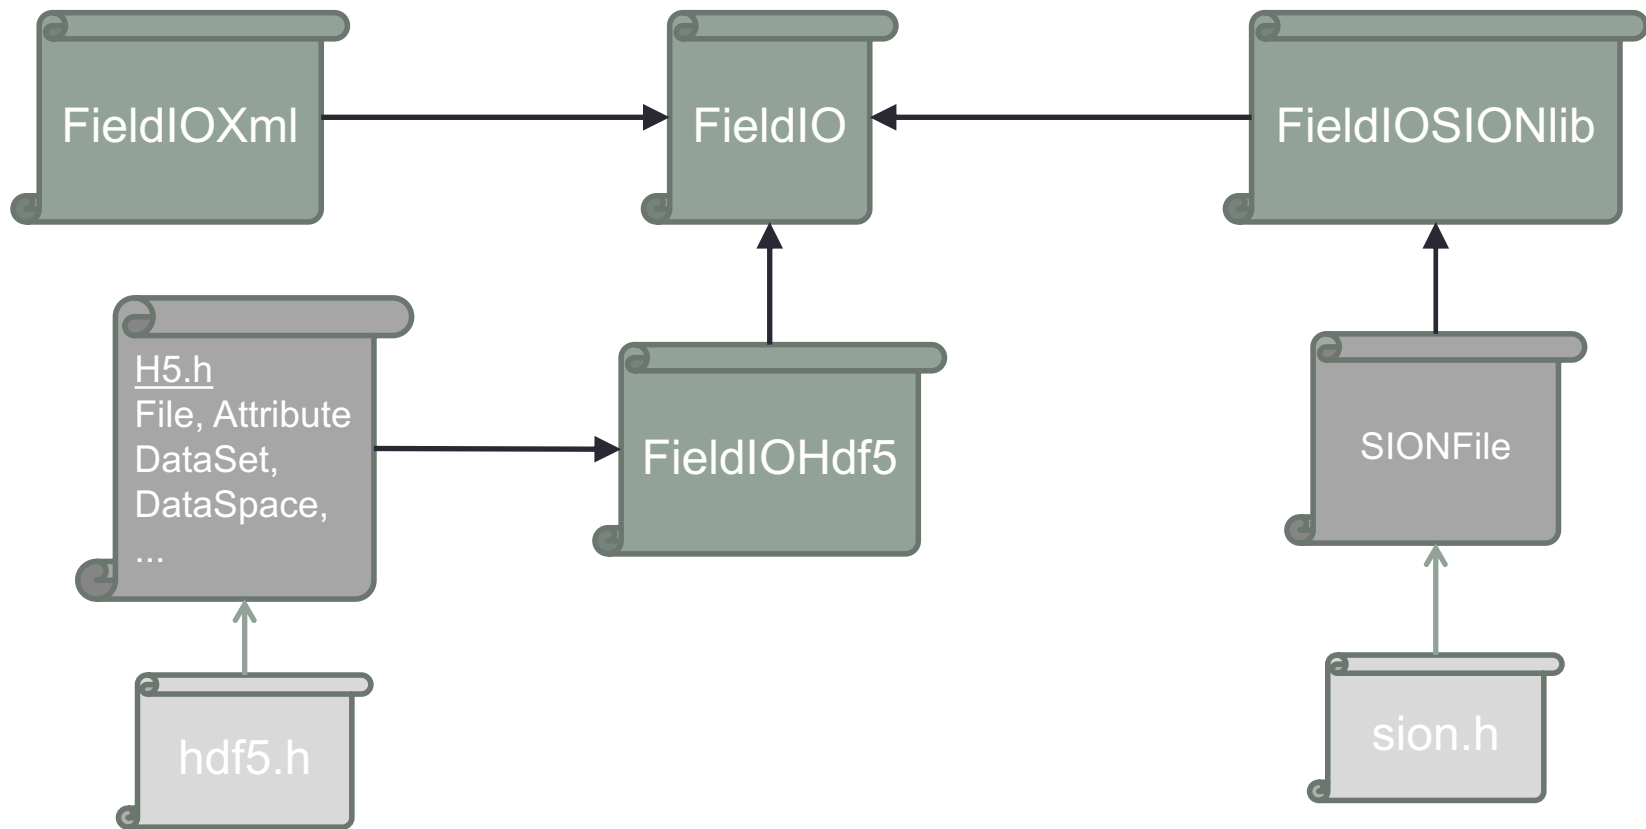 FieldIOXml
FieldIO
FieldIOSIONlib
H5.h
File, Attribute
DataSet,
DataSpace,
...
FieldIOHdf5
SIONFile
hdf5.h
sion.h